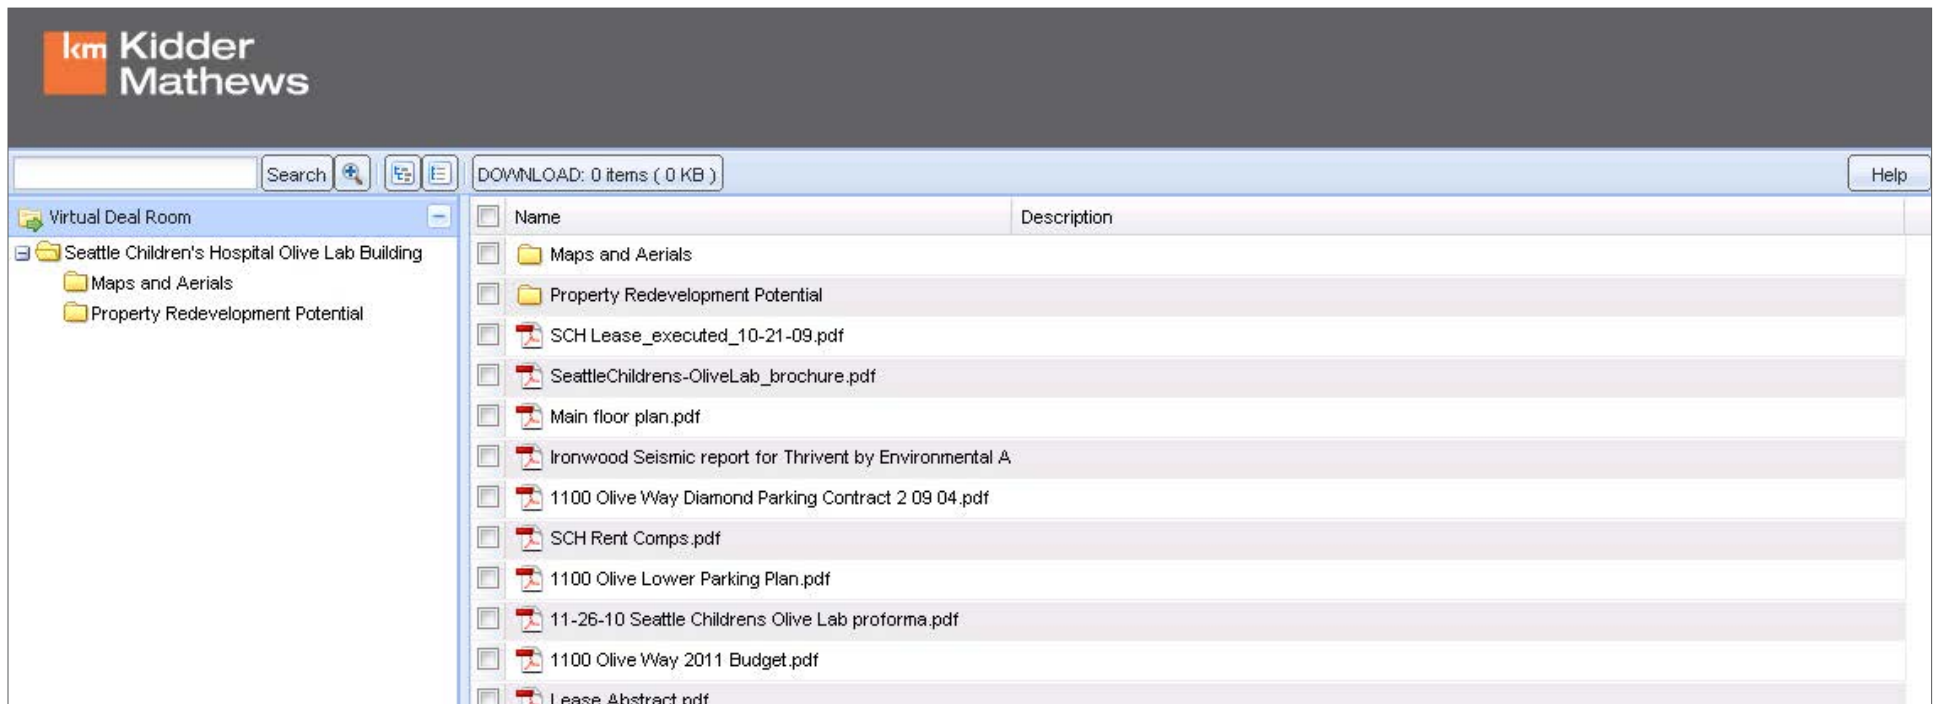 km Kidder
Mathews
Search
DOWNLOAD: 0 items ( 0 KB )
Help
Virtual Deal Room
Seattle Children's Hospital Olive Lab Building
Maps and Aerials
Property Redevelopment Potential
Name Description
Maps and Aerials
Property Redevelopment Potential
SCH Lease_executed_10-21-09.pdf
SeattleChildrens-OliveLab_brochure.pdf
Main floor plan.pdf
Ironwood Seismic report for Thrivent by Environmental A
1100 Olive Way Diamond Parking Contract 2 09 04.pdf
SCH Rent Comps.pdf
1100 Olive Lower Parking Plan.pdf
11-26-10 Seattle Childrens Olive Lab proforma.pdf
1100 Olive Way 2011 Budget.pdf
Lease Abstract.pdf